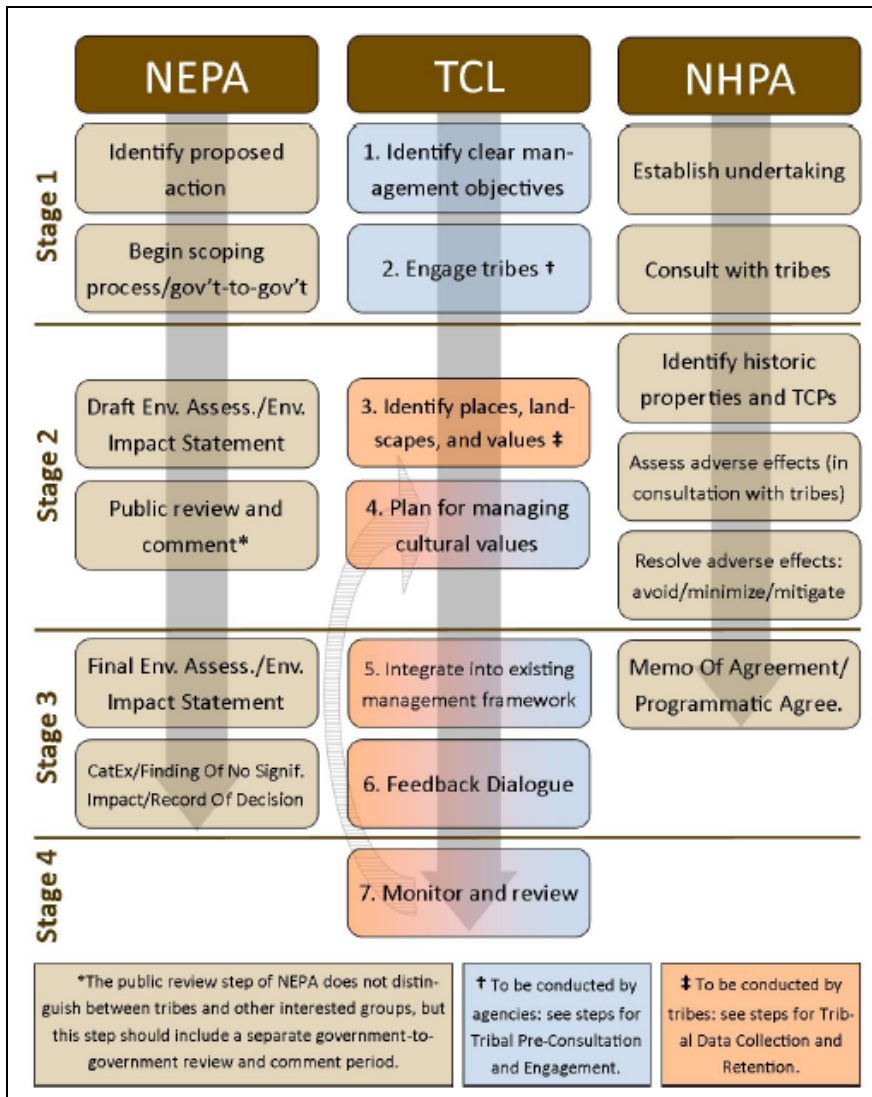 NEPA
TCL
NHPA
Stage 1
Identify proposed
action
1. Identify clear man-
agement objectives
Establish undertaking
Begin scoping
process/gov't-to-gov't
2. Engage tribes †
Consult with tribes
Stage 2
Draft Env. Assess./Env.
Impact Statement
3. Identify places, land-
scapes, and values ‡
Identify historic
properties and TCPs
Public review and
comment*
4. Plan for managing
cultural values
Assess adverse effects (in
consultation with tribes)
Resolve adverse effects:
avoid/minimize/mitigate
Stage 3
Final Env. Assess./Env.
Impact Statement
5. Integrate into existing
management framework
Memo Of Agreement/
Programmatic Agree.
CatEx/Finding Of No Signif.
Impact/Record Of Decision
6. Feedback Dialogue
Stage 4
7. Monitor and review
*The public review step of NEPA does not distin-
guish between tribes and other interested groups, but
this step should include a separate government-to-
government review and comment period.
† To be conducted by
agencies: see steps for
Tribal Pre-Consultation
and Engagement.
‡ To be conducted by
tribes: see steps for Trib-
al Data Collection and
Retention.